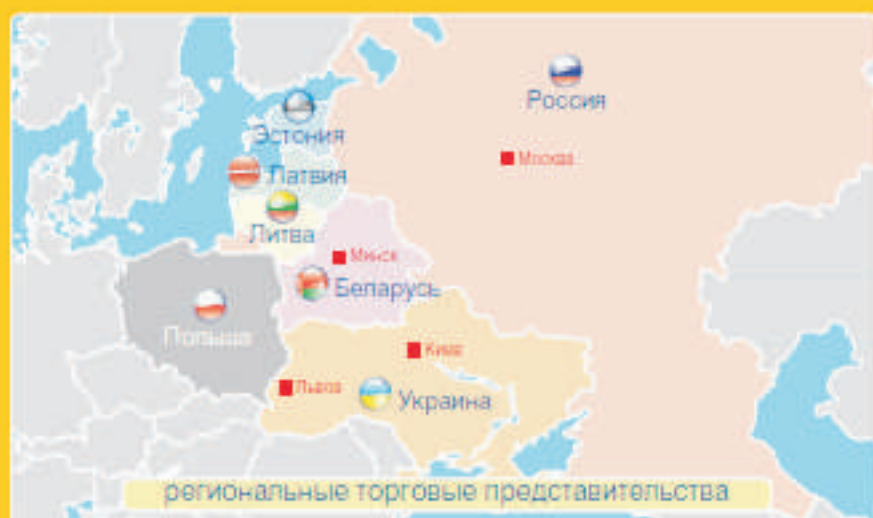 Россия
Эстония
Москва
Латвия
Литва
Минск
Беларусь
Польша
Киев
Львов
Украина
региональные торговые представительства